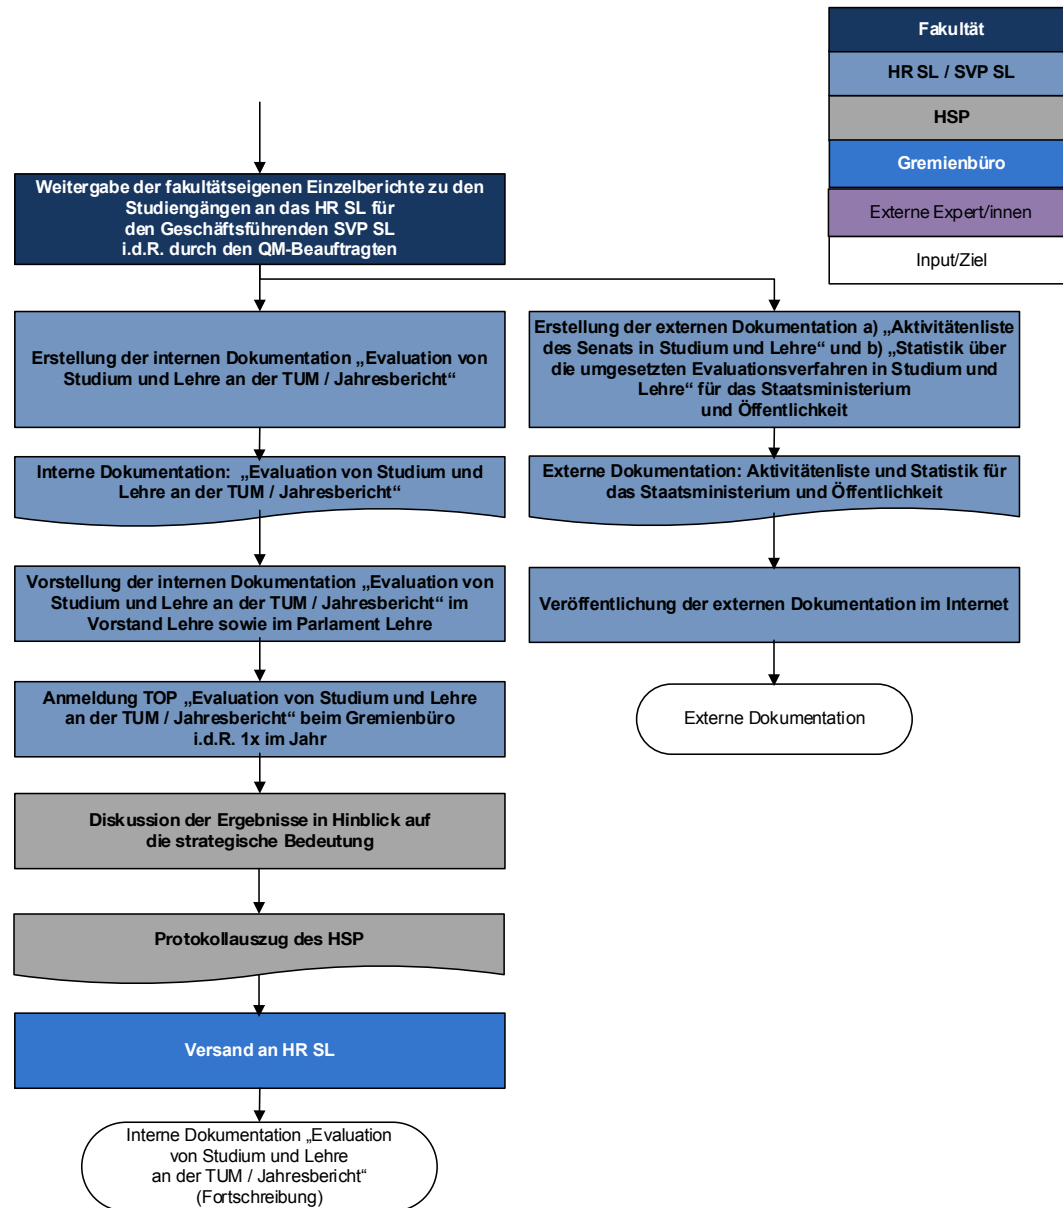 Fakultät
HR SL / SVP SL
HSP
Gremienbüro
Externe Expert/innen
Input/Ziel
Weitergabe der fakultätseigenen Einzelberichte zu den
Studiengängen an das HR SL für
den Geschäftsführenden SVP SL
i.d.R. durch den QM-Beauftragten
Erstellung der internen Dokumentation „Evaluation von
Studium und Lehre an der TUM / Jahresbericht“
Interne Dokumentation: „Evaluation von Studium und
Lehre an der TUM / Jahresbericht“
Vorstellung der internen Dokumentation „Evaluation von
Studium und Lehre an der TUM / Jahresbericht“ im
Vorstand Lehre sowie im Parlament Lehre
Anmeldung TOP „Evaluation von Studium und Lehre
an der TUM / Jahresbericht“ beim Gremienbüro
i.d.R. 1x im Jahr
Diskussion der Ergebnisse in Hinblick auf
die strategische Bedeutung
Protokollauszug des HSP
Versand an HR SL
Interne Dokumentation „Evaluation
von Studium und Lehre
an der TUM / Jahresbericht“
(Fortschreibung)
Erstellung der externen Dokumentation a) „Aktivitätenliste
des Senats in Studium und Lehre“ und b) „Statistik über
die umgesetzten Evaluationsverfahren in Studium und
Lehre“ für das Staatsministerium
und Öffentlichkeit
Externe Dokumentation: Aktivitätenliste und Statistik für
das Staatsministerium und Öffentlichkeit
Veröffentlichung der externen Dokumentation im Internet
Externe Dokumentation